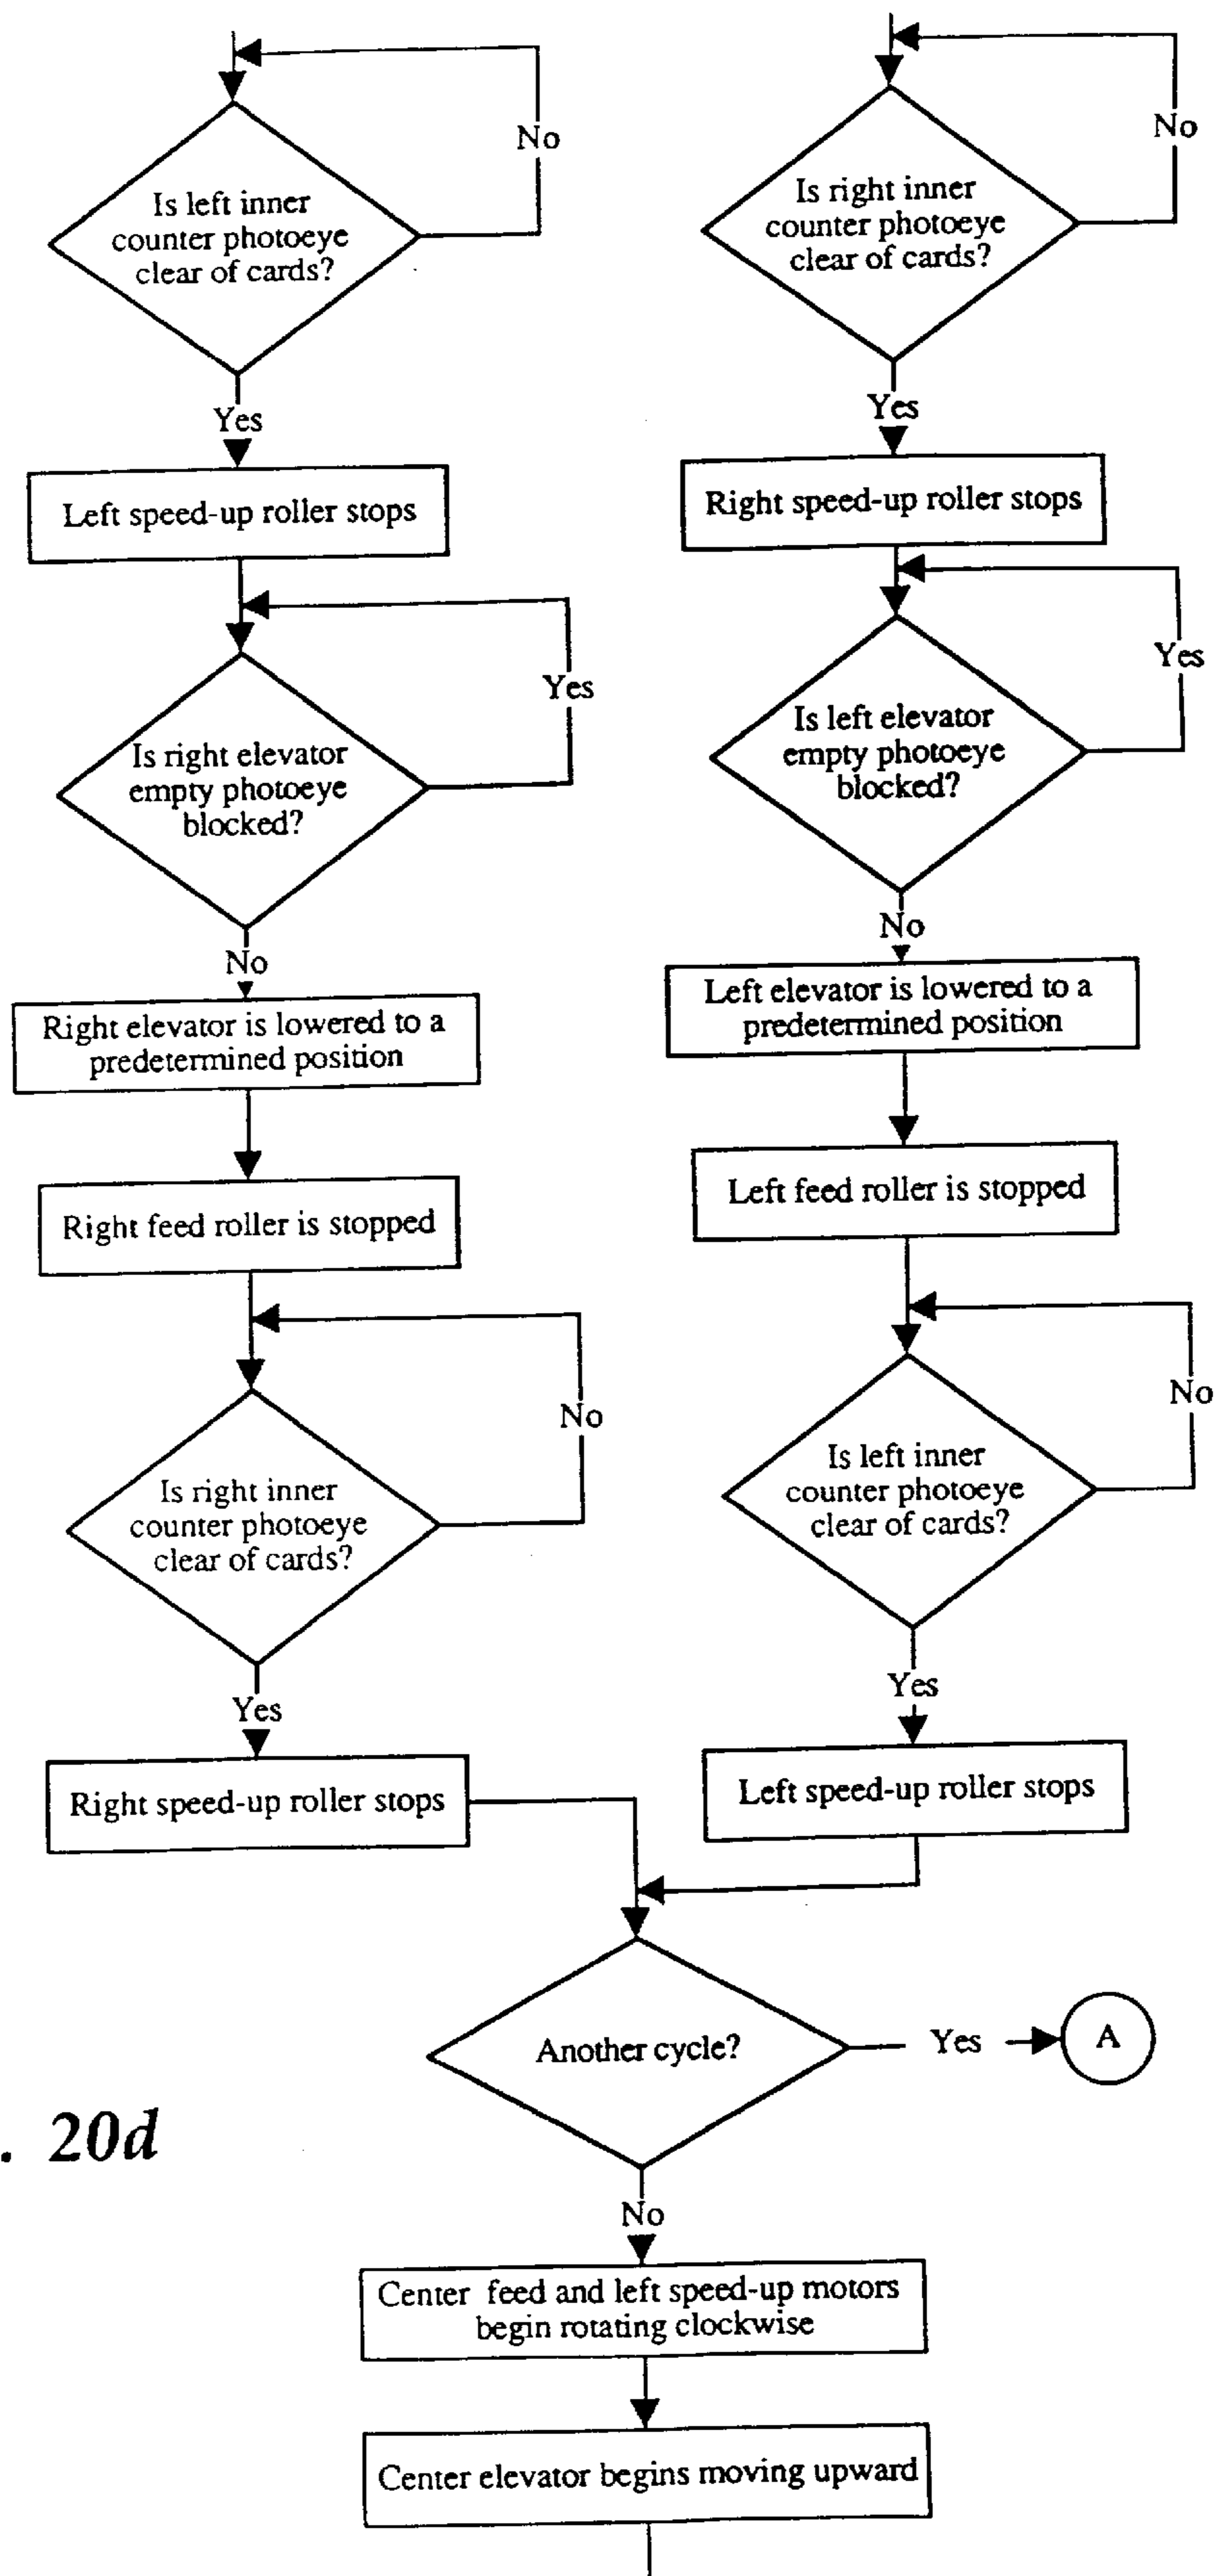 No
Is left inner
counter photoeye
clear of cards?
Yes
Left speed-up roller stops
Yes
Is right elevator
empty photoeye
blocked?
No
Right elevator is lowered to a
predetermined position
Right feed roller is stopped
No
Is right inner
counter photoeye
clear of cards?
Yes
Right speed-up roller stops
No
Is right inner
counter photoeye
clear of cards?
Yes
Right speed-up roller stops
Yes
Is left elevator
empty photoeye
blocked?
No
Left elevator is lowered to a
predetermined position
Left feed roller is stopped
No
Is left inner
counter photoeye
clear of cards?
Yes
Left speed-up roller stops
Another cycle?
Yes
A
. 20d
No
Center feed and left speed-up motors
begin rotating clockwise
Center elevator begins moving upward